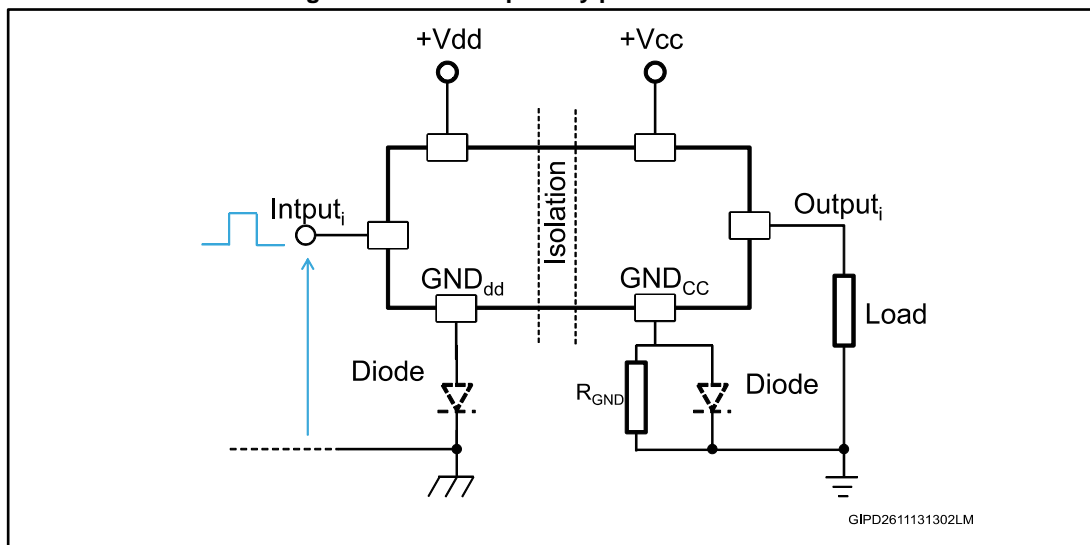 +Vdd
+Vcc
Isolation
Intput i
Output i
GND dd
GND CC
Load
Diode
R GND
Diode
GIPD2611131302LM